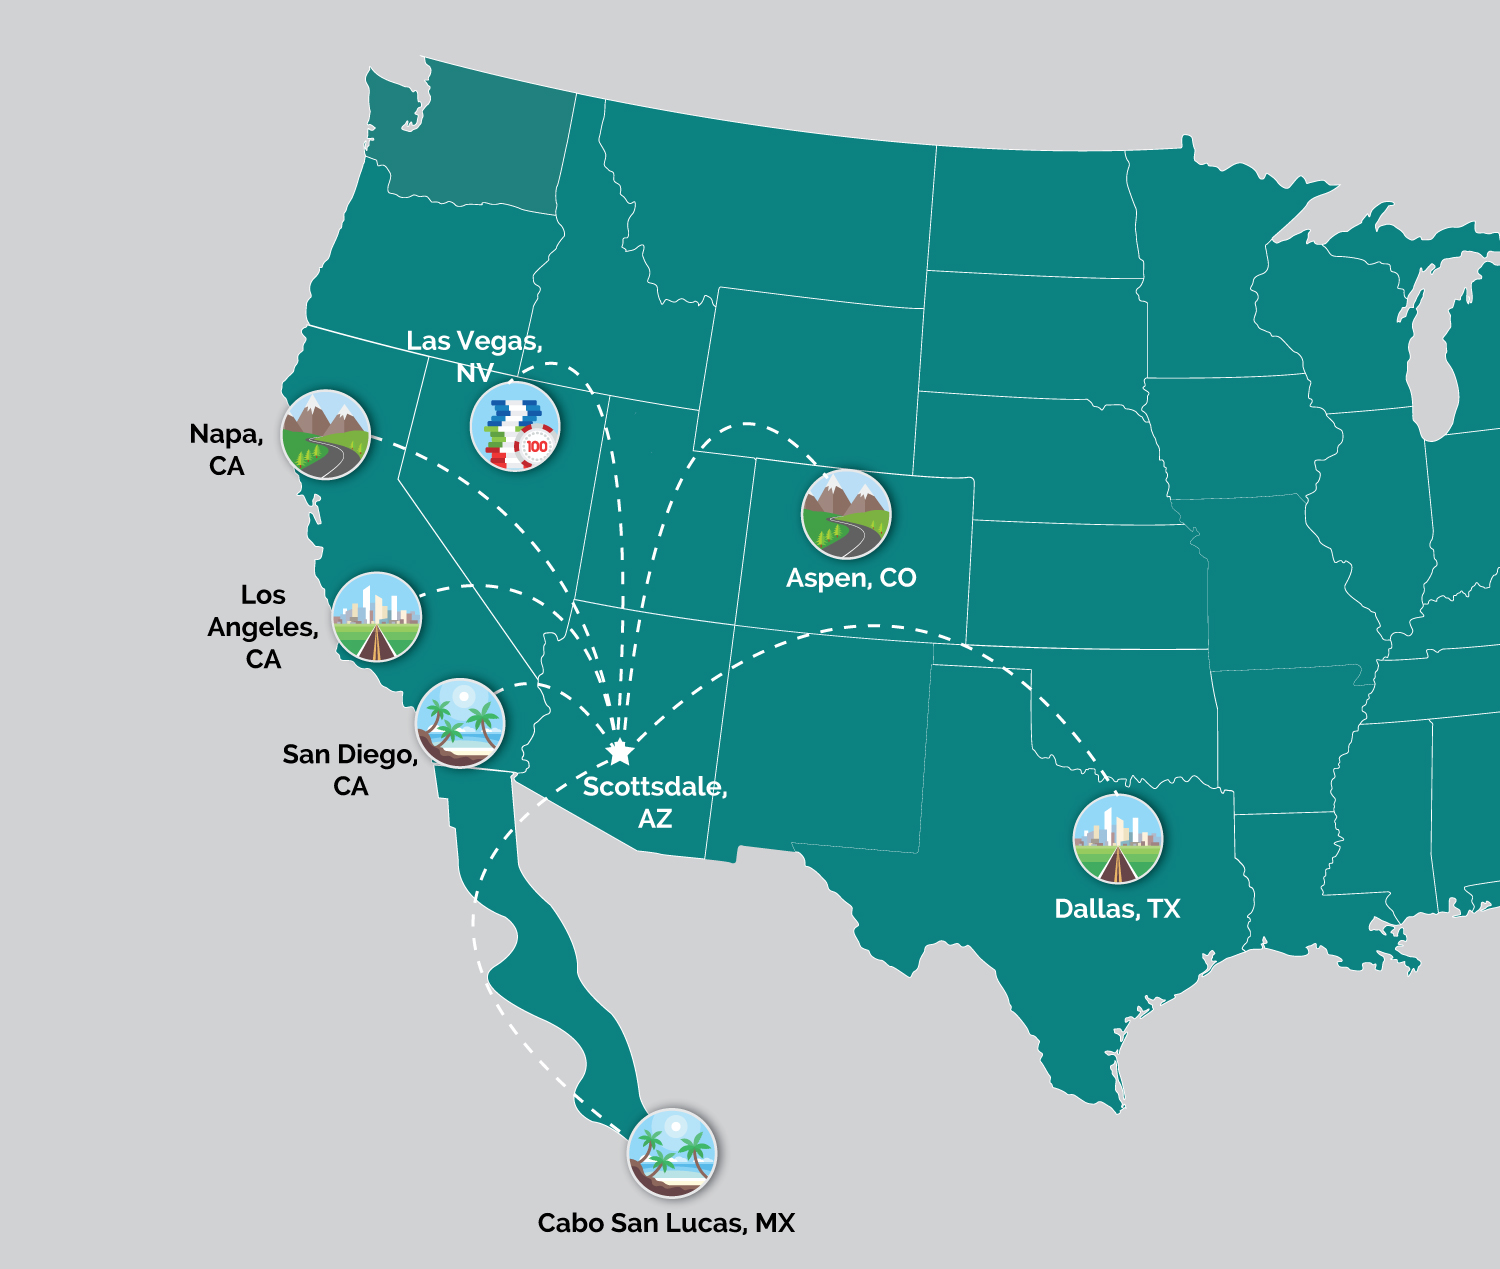 Las Vegas,
NV
100
Napa,
CA
Los
Angeles,
CA
Aspen, CO
San Diego,
CA
Scottsdale,
AZ
Dallas, TX
Cabo San Lucas, MX